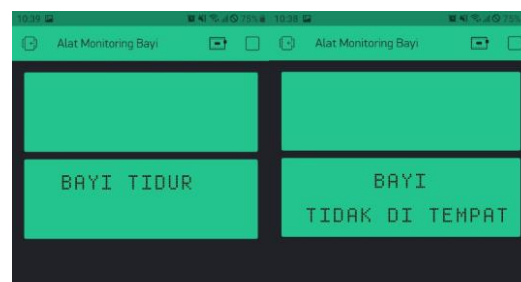 10:39 75%
Alat Monitoring Bayi
BAYI TIDUR
10:38 75%
Alat Monitoring Bayi
BAYI
TIDAK DI TEMPAT